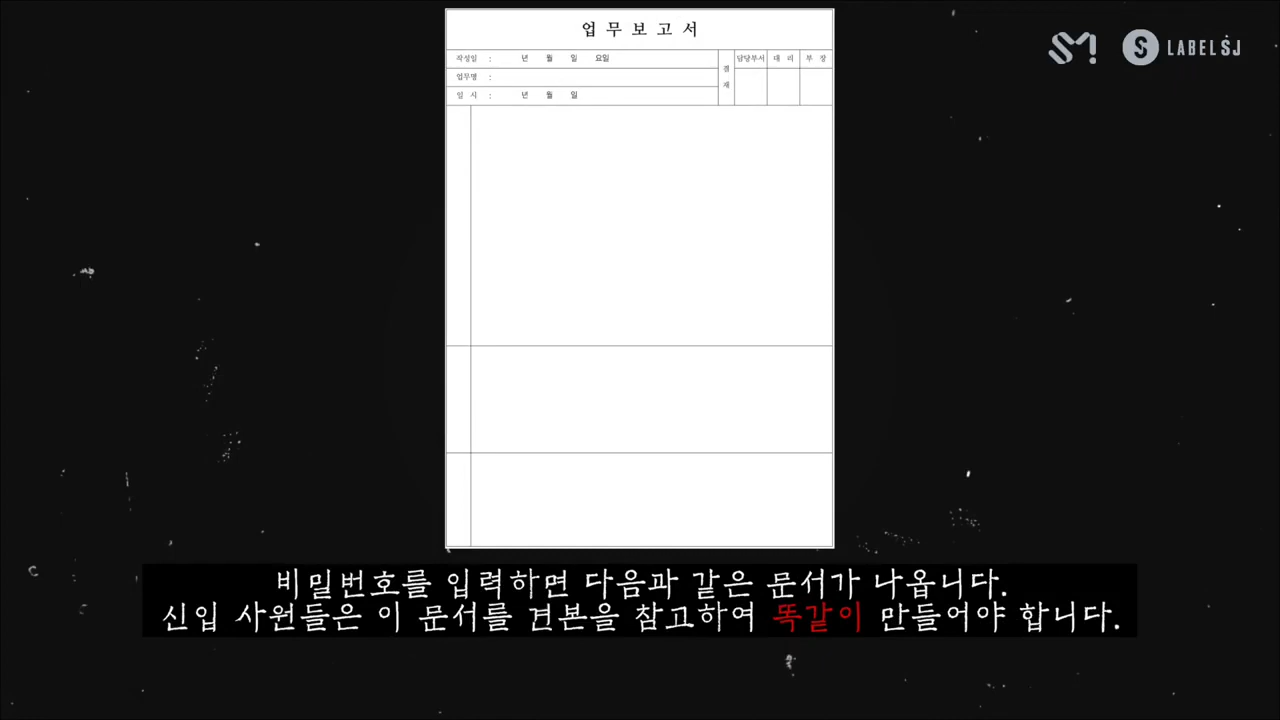 업 무 보 고 서
SM!
S LABELSJ
작성일 : 년 월 일 요일
결 재
담당부서 대 리 부 장
업무명 :
일 시 : 년 월 일
비밀번호를 입력하면 다음과 같은 문서가 나옵니다.
신입 사원들은 이 문서를 견본을 참고하여 똑같이 만들어야 합니다.